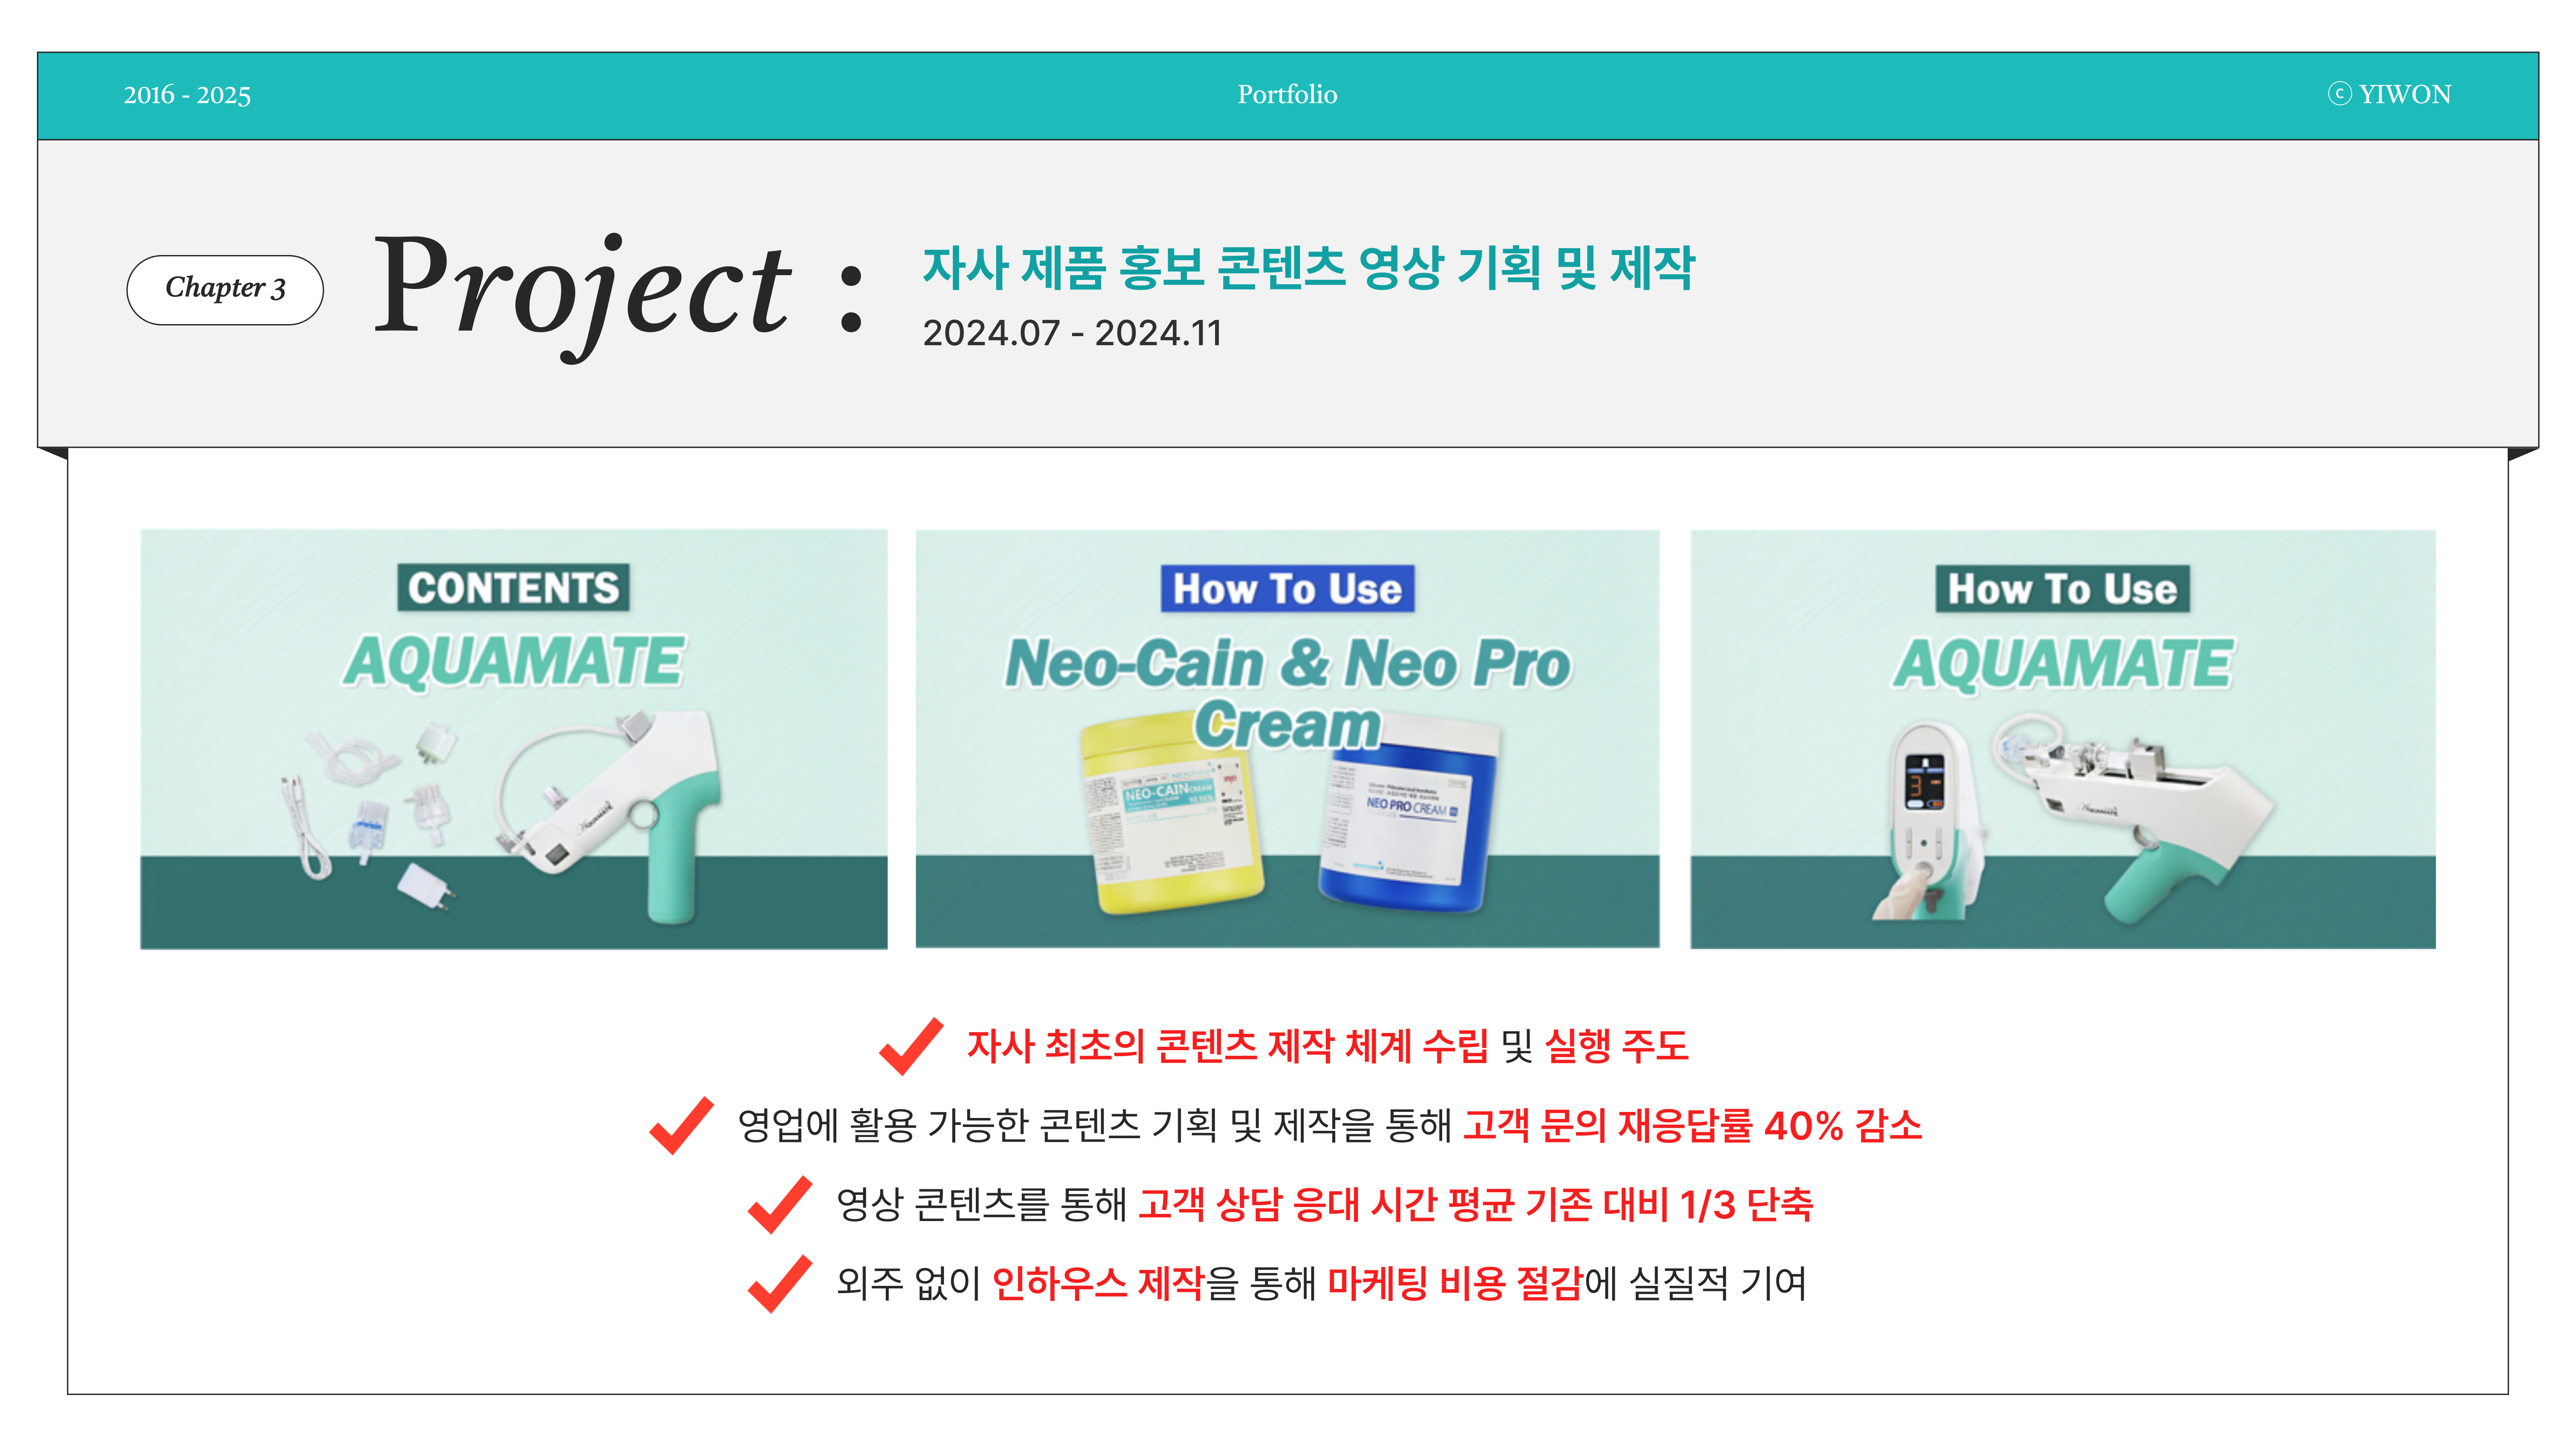 2016 - 2025
Portfolio
ⓒ YIWON
Chapter 3
Project :
자사 제품 홍보 콘텐츠 영상 기획 및 제작
2024.07 - 2024.11
CONTENTS
AQUAMATE
AQUAMATE
How To Use
Neo-Cain & Neo Pro
Cream
NEO-CAIN CREAM
NEO PRO CREAM
How To Use
AQUAMATE
3
AQUAMATE
자사 최초의 콘텐츠 제작 체계 수립 및 실행 주도
영업에 활용 가능한 콘텐츠 기획 및 제작을 통해 고객 문의 재응답률 40% 감소
영상 콘텐츠를 통해 고객 상담 응대 시간 평균 기존 대비 1/3 단축
외주 없이 인하우스 제작을 통해 마케팅 비용 절감에 실질적 기여